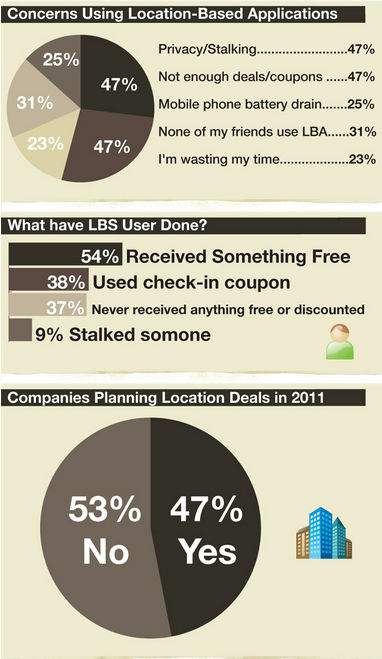 Concerns Using Location-Based Applications
25%
47%
31%
23%
47%
Privacy/Stalking......................47%
Not enough deals/coupons ......47%
Mobile phone battery drain......25%
None of my friends use LBA......31%
I'm wasting my time.................23%
What have LBS User Done?
54% Received Something Free
38% Used check-in coupon
37% Never received anything free or discounted
9% Stalked somone
Companies Planning Location Deals in 2011
53% No
47% Yes